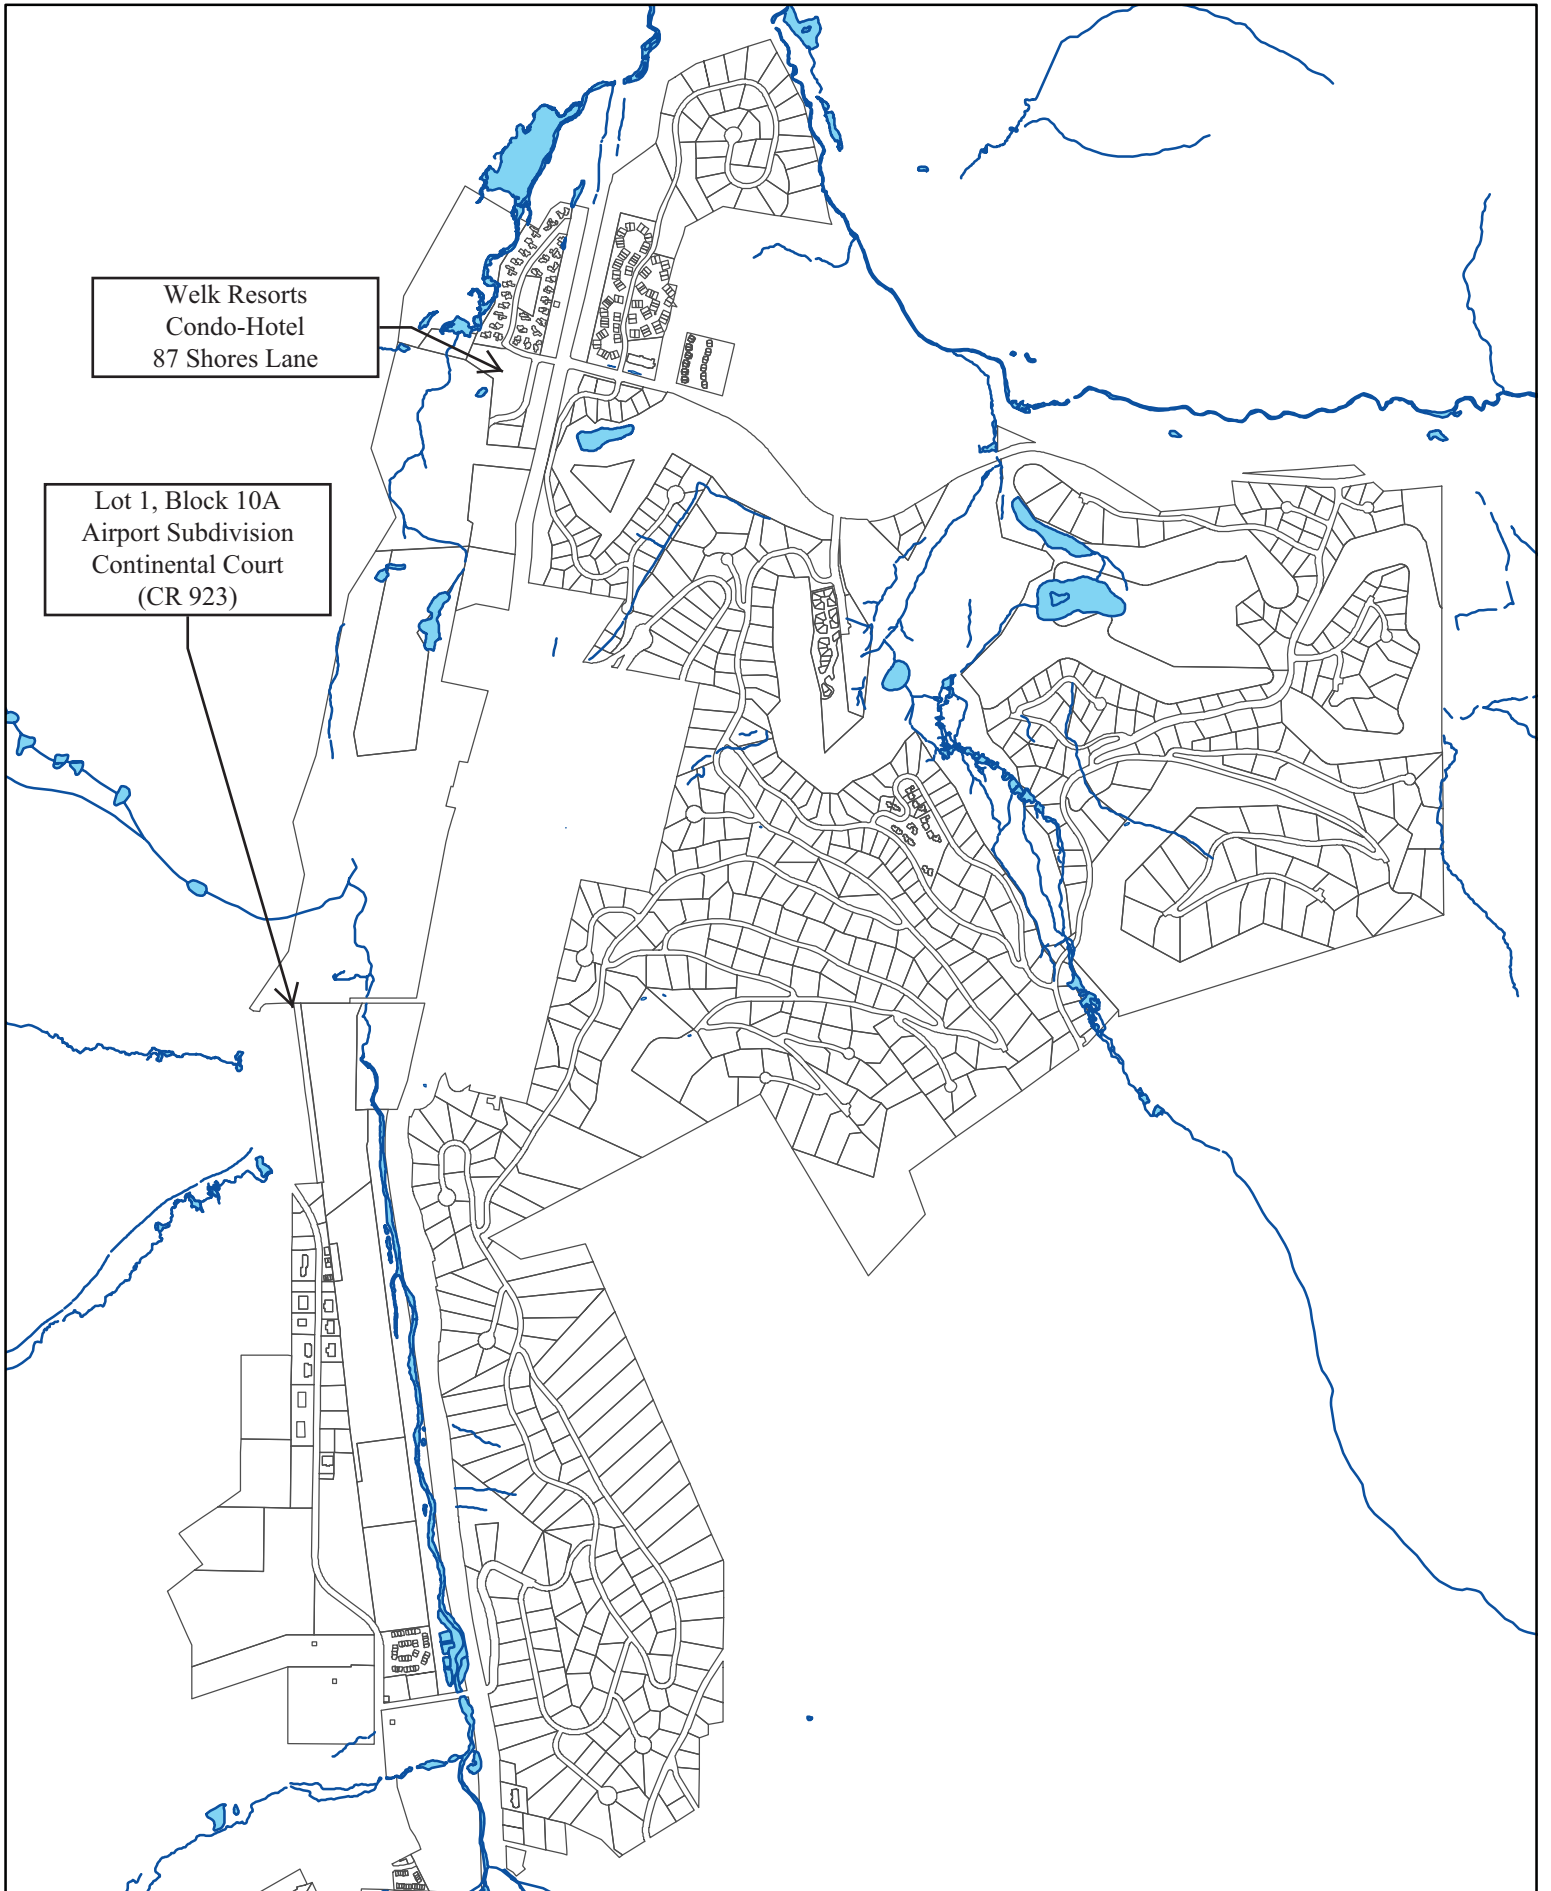 Welk Resorts
Condo-Hotel
87 Shores Lane
Lot 1, Block 10A
Airport Subdivision
Continental Court
(CR 923)